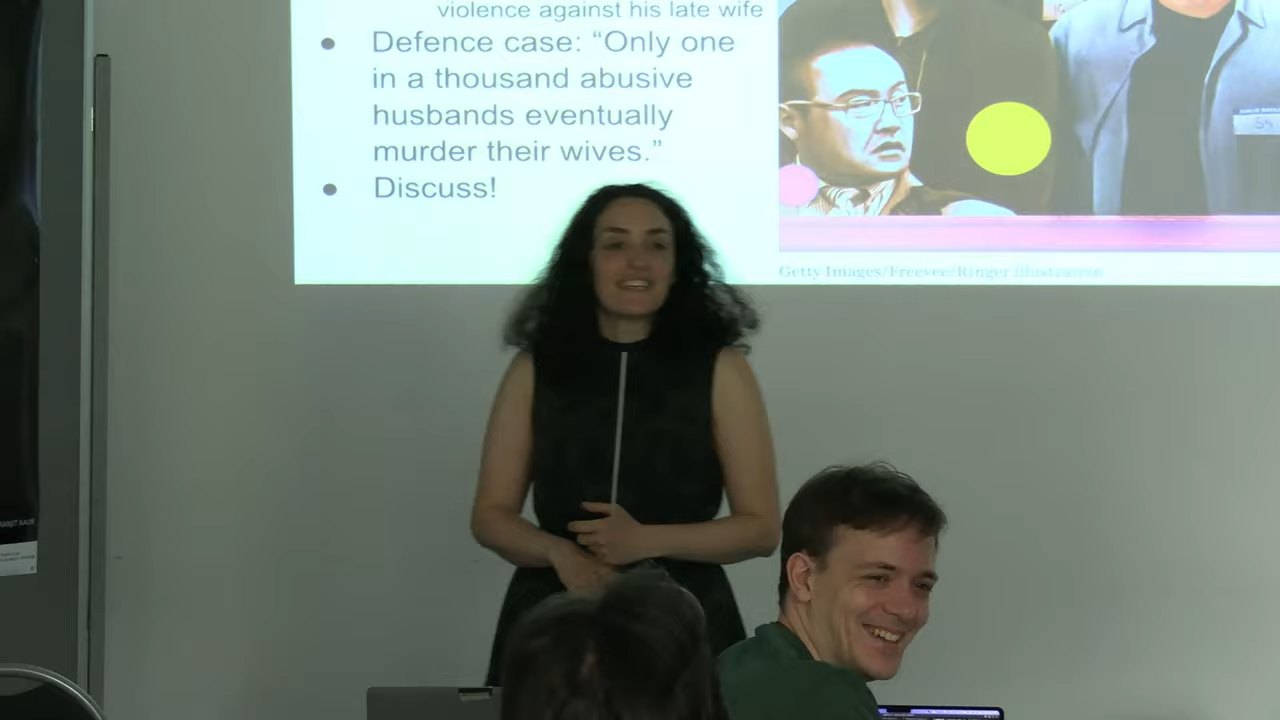 violence against his late wife
● Defence case: “Only one
in a thousand abusive
husbands eventually
murder their wives.”
● Discuss!
Getty Images/Freevee/Ringer illustration